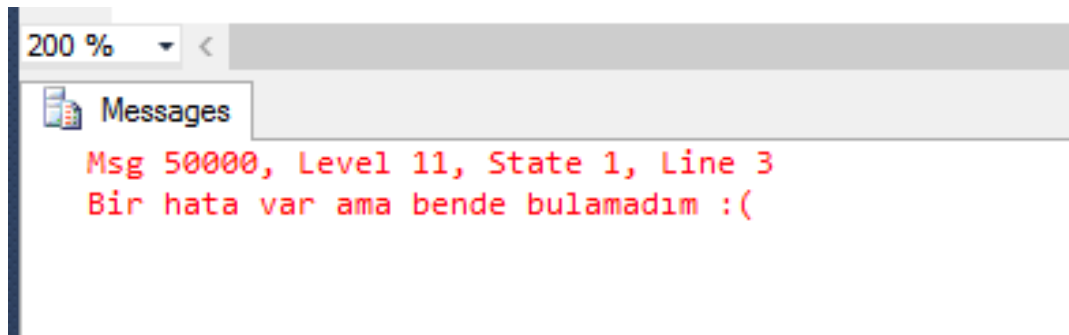 200 %
Messages
Msg 50000, Level 11, State 1, Line 3
Bir hata var ama bende bulamadım :(